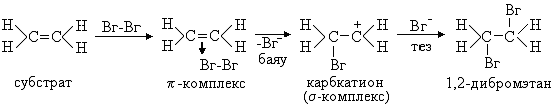 H H Br-Br H H -Br⁻ H + H Br⁻ Br H
C=C C=C баяу C-C тез H-C-C-H
H H H H H Br H H Br H
Br-Br
субстрат π-комплекс карбкатион 1,2-дибромэтан
(σ-комплекс)